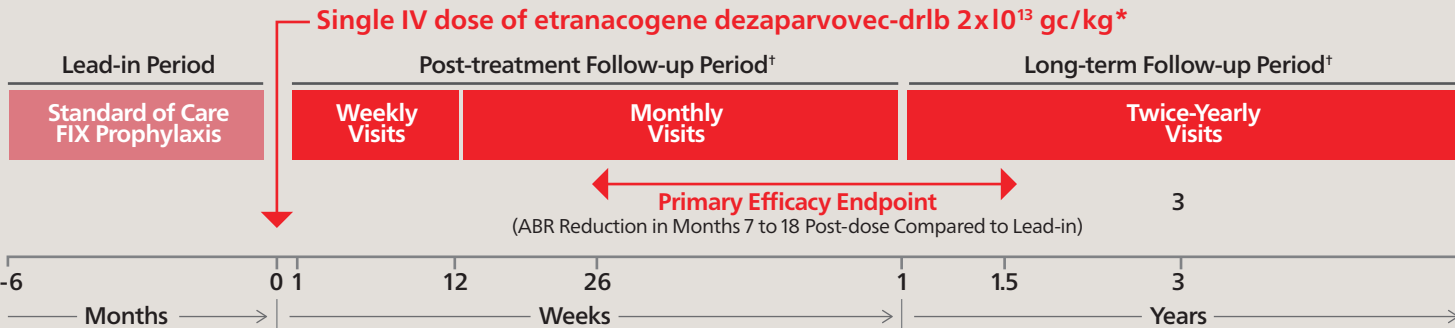 Single IV dose of etranacogene dezaparvovec-drlb 2xl0¹³ gc/kg*
Lead-in Period
Post-treatment Follow-up Period†
Long-term Follow-up Period†
Standard of Care
FIX Prophylaxis
Weekly
Visits
Monthly
Visits
Twice-Yearly
Visits
Primary Efficacy Endpoint
(ABR Reduction in Months 7 to 18 Post-dose Compared to Lead-in)
3
-6 0 1 12 26 1 1.5 3
Months Weeks Years